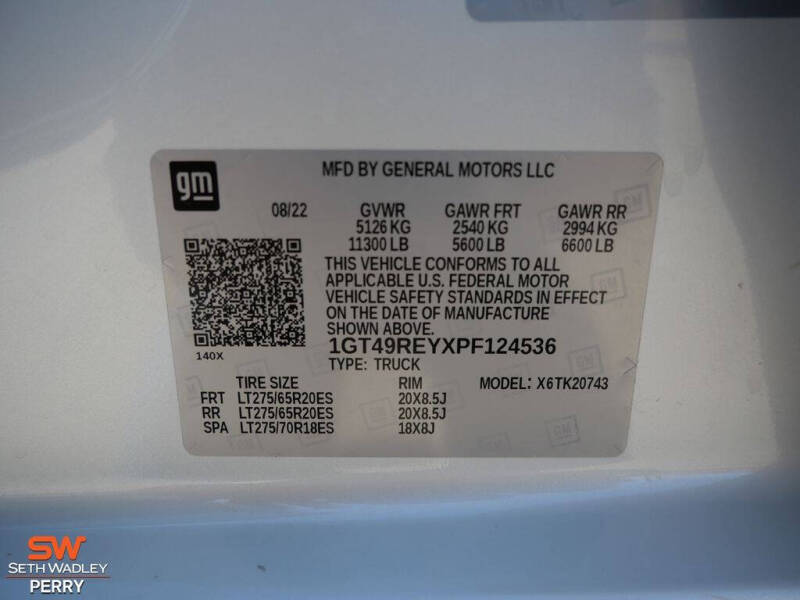 gm
MFD BY GENERAL MOTORS LLC
08/22 GVWR GAWR FRT GAWR RR
5126 KG 2540 KG 2994 KG
11300 LB 5600 LB 6600 LB
THIS VEHICLE CONFORMS TO ALL
APPLICABLE U.S. FEDERAL MOTOR
VEHICLE SAFETY STANDARDS IN EFFECT
ON THE DATE OF MANUFACTURE
SHOWN ABOVE.
1GT49REYXPF124536
140X
TYPE: TRUCK
TIRE SIZE RIM MODEL: X6TK20743
FRT LT275/65R20ES 20X8.5J
RR LT275/65R20ES 20X8.5J
SPA LT275/70R18ES 18X8J
SW
SETH WADLEY
PERRY